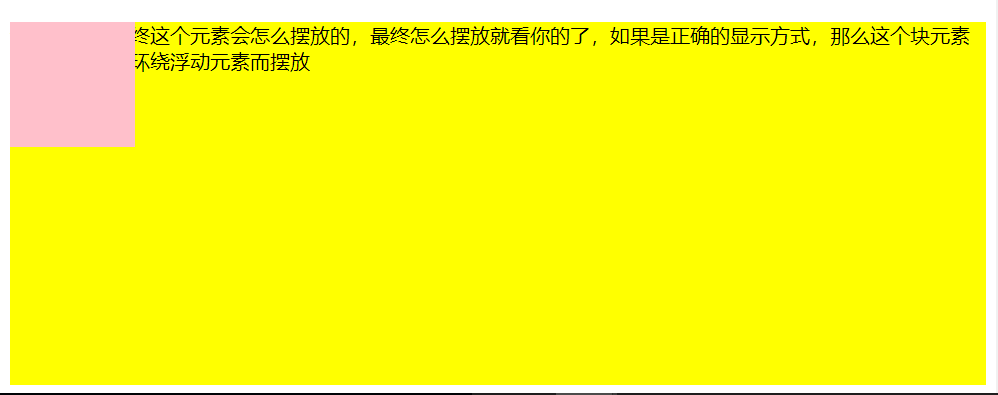 终这个元素会怎么摆放的，最终怎么摆放就看你的了，如果是正确的显示方式，那么这个块元素
环绕浮动元素而摆放